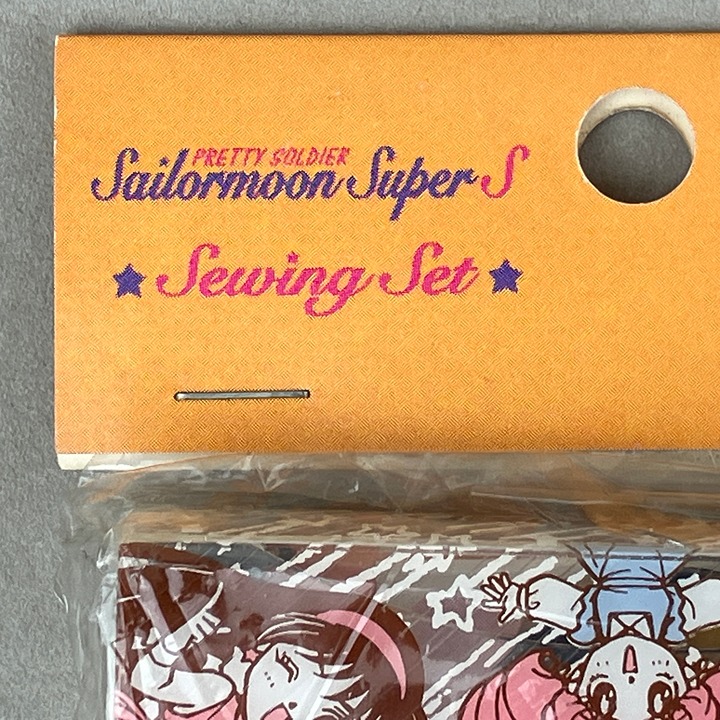 PRETTY SOLDIER
Sailormoon Super S
★ Sewing Set ★